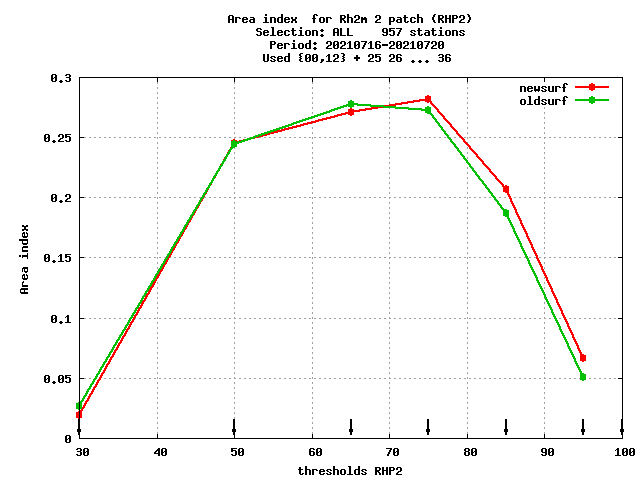 Area index  for Rh2m 2 patch (RHP2)
Selection: ALL    957 stations
Period: 20210716-20210720
Used {00,12} + 25 26 ... 36
newsurf
oldsurf
0.3
0.25
0.2
0.15
0.1
0.05
0
Area index
30 40 50 60 70 80 90 100
thresholds RHP2